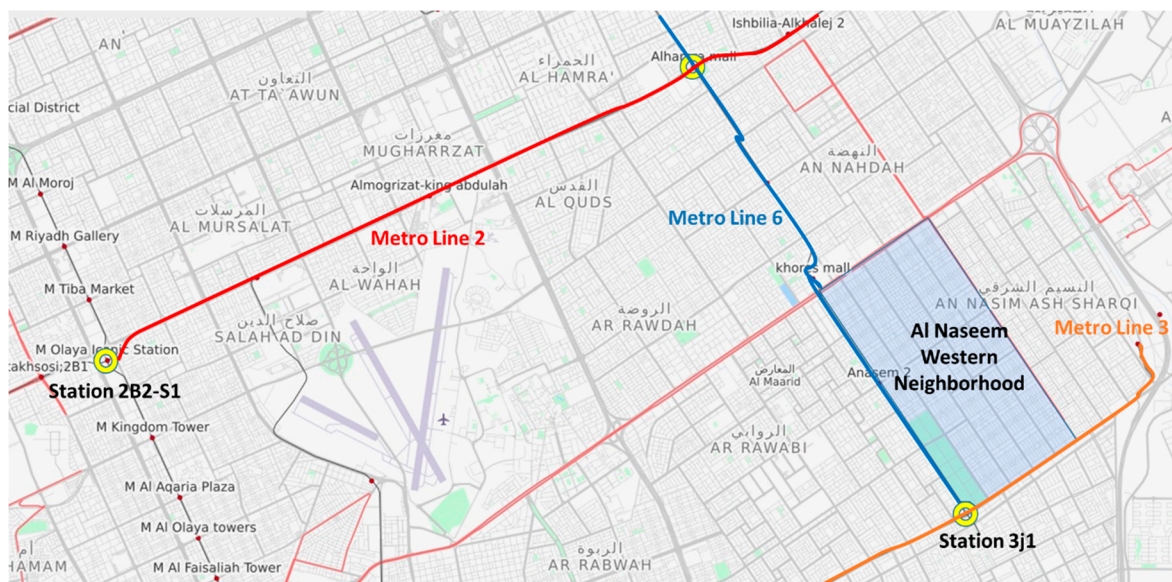 Ishbilia-Alkhalej 2
AL MUAYZILAH
AN'
الحمراء
AL HAMRA'
التعاون
AT TA`AWUN
cial District
مغرزات
MUGHARRZAT
النهضة
AN NAHDAH
M Al Moroj
Almogrizat-king abdulah
القدس
AL QUDS
المرسلات
AL MURSALAT
Metro Line 6
M Riyadh Gallery
Metro Line 2
الواحة
AL WAHAH
khores mall
M Tiba Market
النسيم الشرقي
AN NASIM ASH SHARQI
صلاح الدين
SALAH AD DIN
الروضة
AR RAWDAH
Metro Line 3
Al Naseem
Western
Neighborhood
Station
takhsosi;2B1
Station 2B2-S1
المعارض
Al Maarid
Anasem 2
M Kingdom Tower
الروابي
AR RAWABI
M Al Aqaria Plaza
M Al Olaya towers
Station 3j1
الربوة
AR RABWAH
M Al Faisaliah Tower
HAMAM